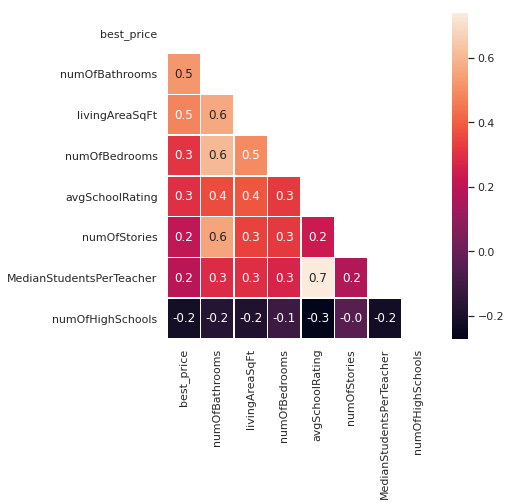 best_price
numOfBathrooms 0.5
livingAreaSqFt 0.5 0.6
numOfBedrooms 0.3 0.6 0.5
avgSchoolRating 0.3 0.4 0.4 0.3
numOfStories 0.2 0.6 0.3 0.3 0.2
MedianStudentsPerTeacher 0.2 0.3 0.3 0.3 0.7 0.2
numOfHighSchools -0.2 -0.2 -0.2 -0.1 -0.3 -0.0 -0.2
best_price
numOfBathrooms
livingAreaSqFt
numOfBedrooms
avgSchoolRating
numOfStories
MedianStudentsPerTeacher
numOfHighSchools
0.6
0.4
0.2
0.0
−0.2